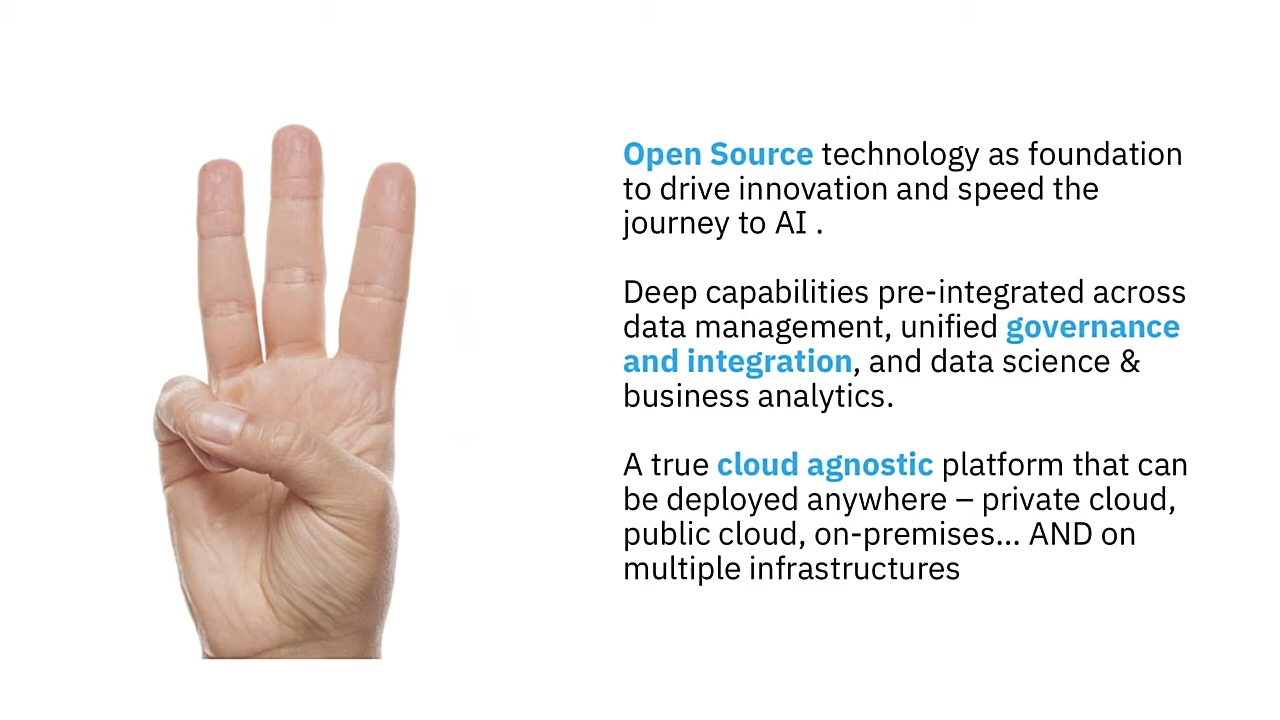 Open Source technology as foundation
to drive innovation and speed the
journey to AI .
Deep capabilities pre-integrated across
data management, unified governance
and integration, and data science &
business analytics.
A true cloud agnostic platform that can
be deployed anywhere – private cloud,
public cloud, on-premises... AND on
multiple infrastructures